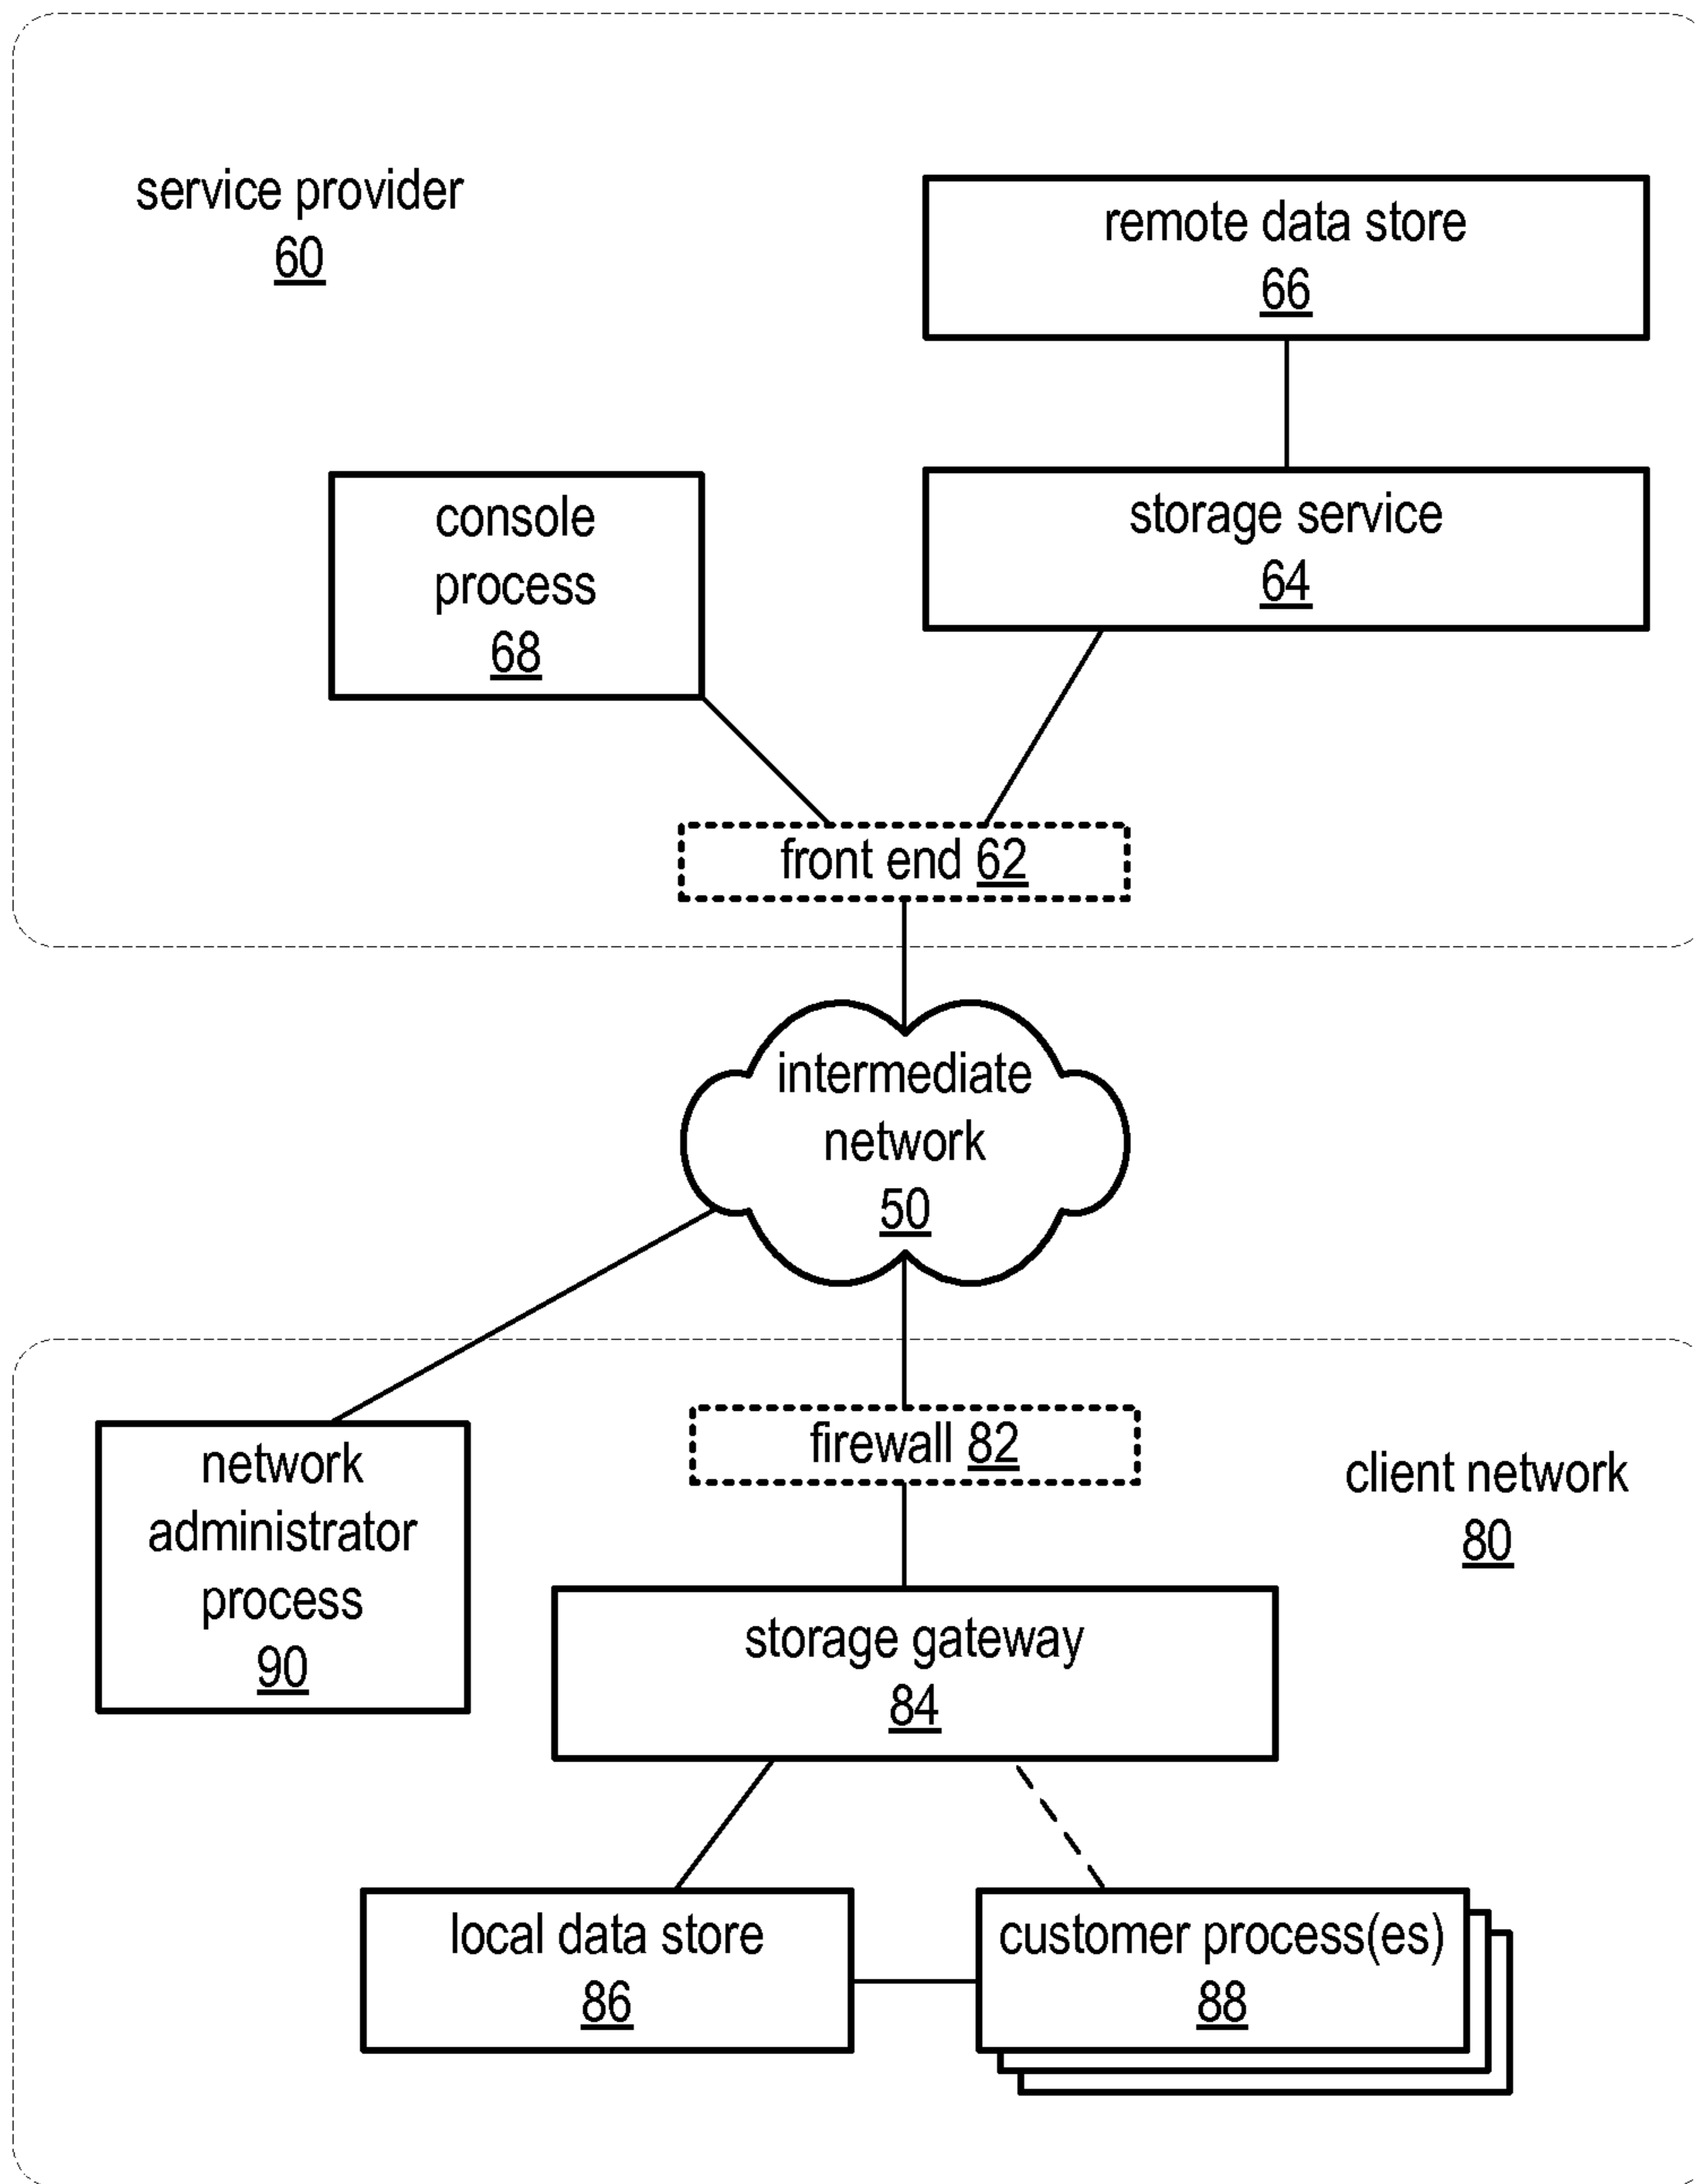 service provider
60
remote data store
66
console
process
68
storage service
64
front end 62
intermediate
network
50
network
administrator
process
90
firewall 82
client network
80
storage gateway
84
local data store
86
customer process(es)
88